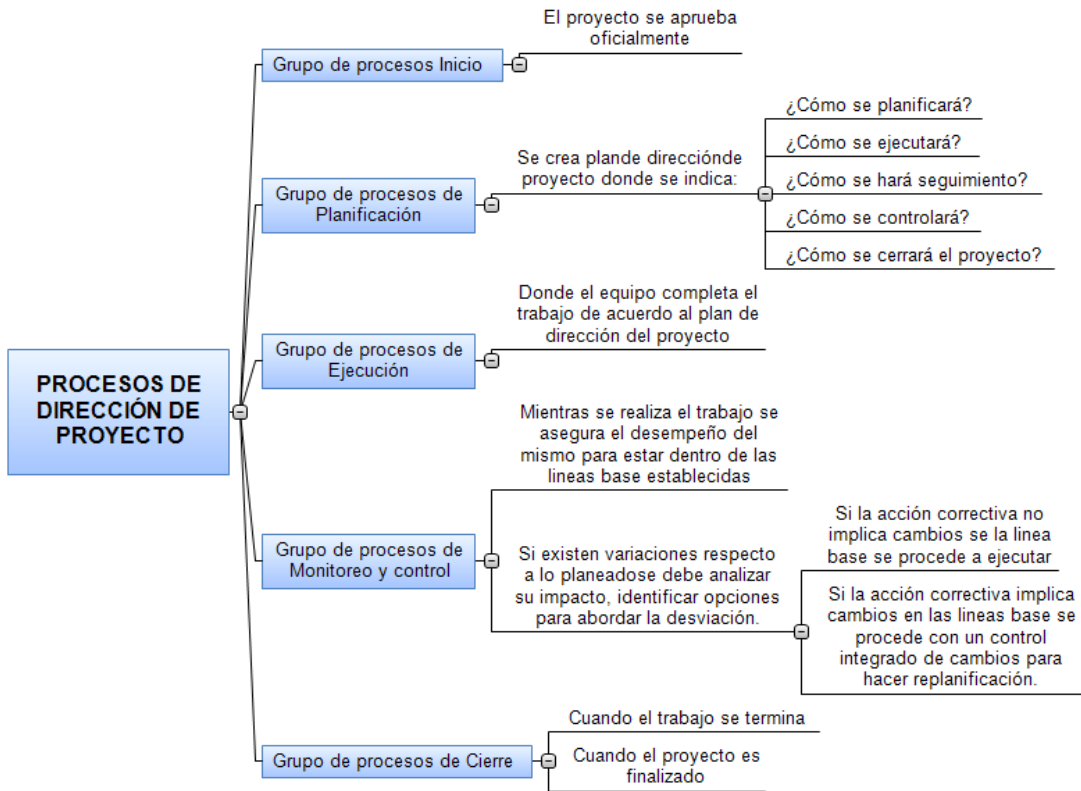 PROCESOS DE
DIRECCIÓN DE
PROYECTO
Grupo de procesos Inicio
El proyecto se aprueba
oficialmente
Grupo de procesos de
Planificación
Se crea plande direcciónde
proyecto donde se indica:
¿Cómo se planificará?
¿Cómo se ejecutará?
¿Cómo se hará seguimiento?
¿Cómo se controlará?
¿Cómo se cerrará el proyecto?
Grupo de procesos de
Ejecución
Donde el equipo completa el
trabajo de acuerdo al plan de
dirección del proyecto
Grupo de procesos de
Monitoreo y control
Mientras se realiza el trabajo se
asegura el desempeño del
mismo para estar dentro de las
lineas base establecidas
Si existen variaciones respecto
a lo planeadose debe analizar
su impacto, identificar opciones
para abordar la desviación.
Si la acción correctiva no
implica cambios se la linea
base se procede a ejecutar
Si la acción correctiva implica
cambios en las lineas base se
procede con un control
integrado de cambios para
hacer replanificación.
Grupo de procesos de Cierre
Cuando el trabajo se termina
Cuando el proyecto es
finalizado